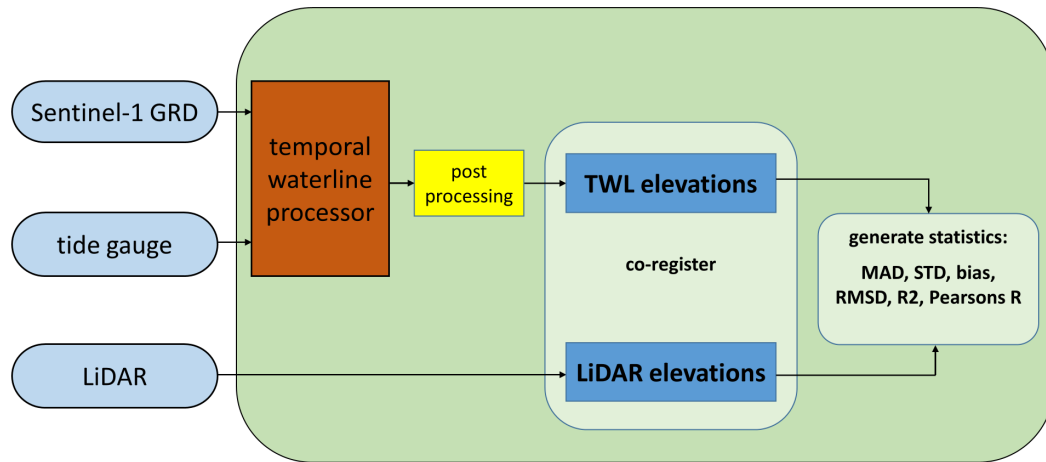 Sentinel-1 GRD
tide gauge
LiDAR
temporal
waterline
processor
post
processing
TWL elevations
co-register
LiDAR elevations
generate statistics:
MAD, STD, bias,
RMSD, R2, Pearsons R